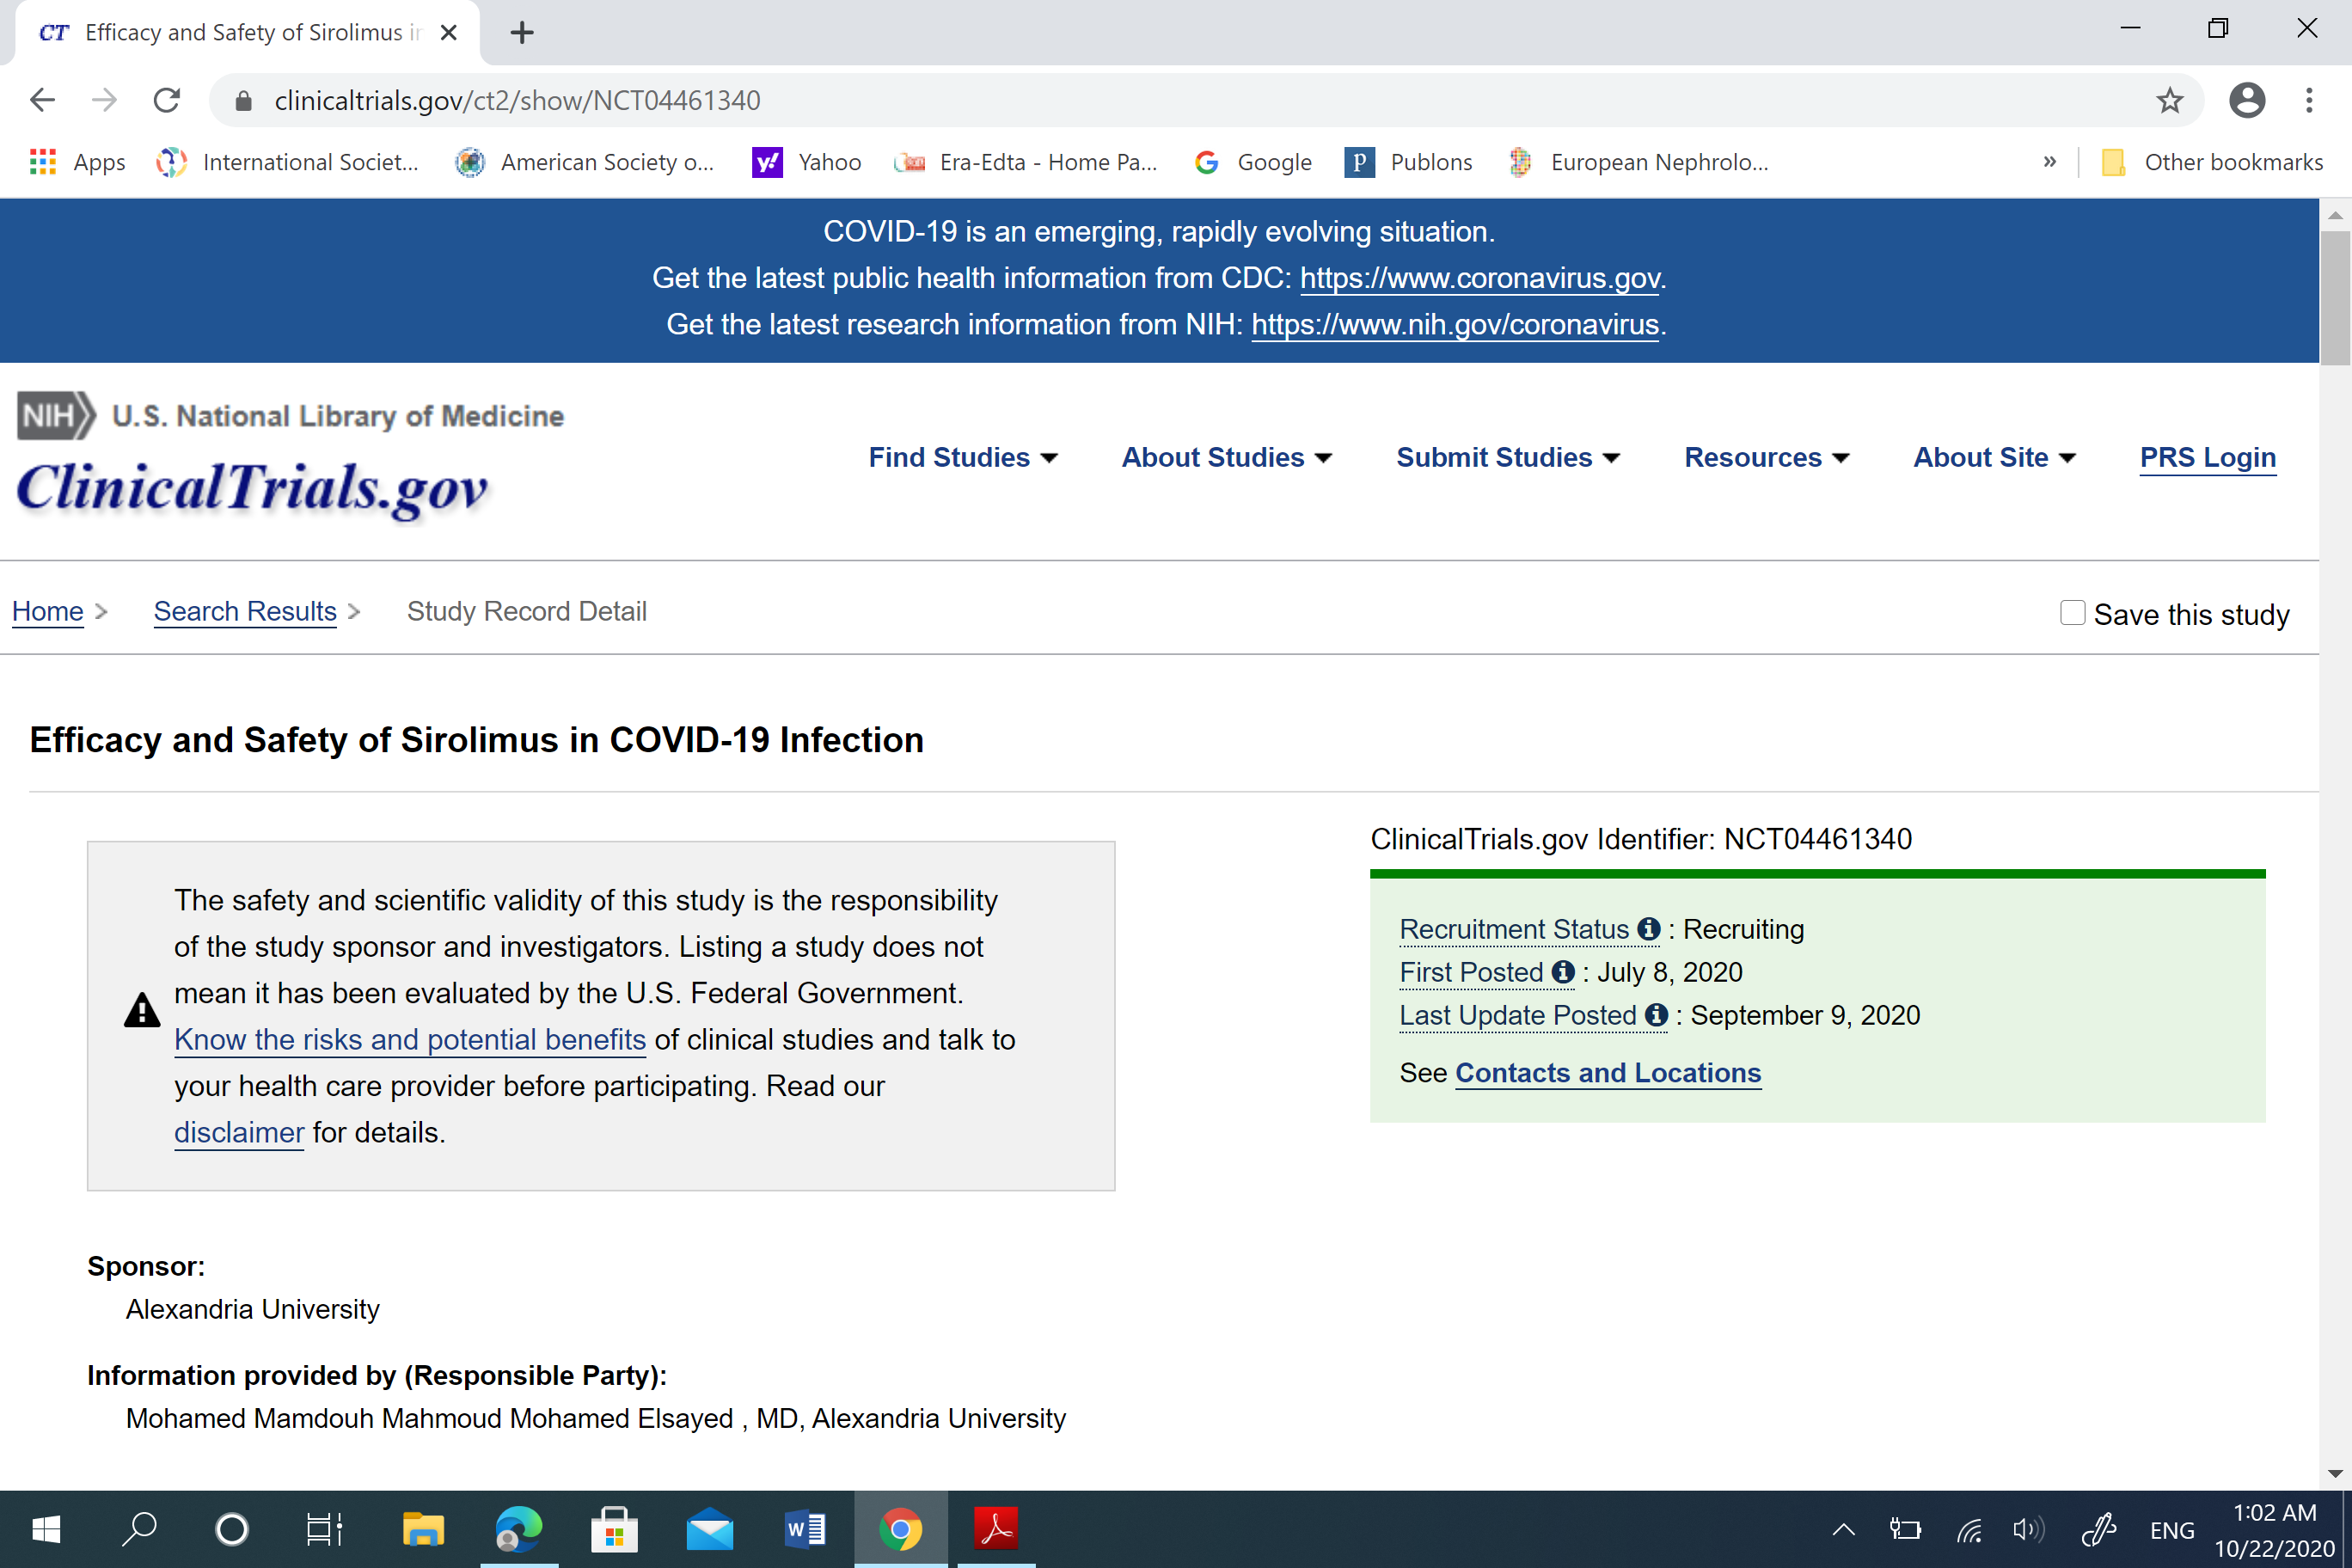 CT Efficacy and Safety of Sirolimus in
clinicaltrials.gov/ct2/show/NCT04461340
Apps International Societ... American Society o... y! Yahoo Era-Edta - Home Pa... Google P Publons European Nephrolo... » Other bookmarks
COVID-19 is an emerging, rapidly evolving situation.
Get the latest public health information from CDC: https://www.coronavirus.gov.
Get the latest research information from NIH: https://www.nih.gov/coronavirus.
NIH U.S. National Library of Medicine
ClinicalTrials.gov
Find Studies About Studies Submit Studies Resources About Site PRS Login
Home > Search Results > Study Record Detail
Save this study
Efficacy and Safety of Sirolimus in COVID-19 Infection
The safety and scientific validity of this study is the responsibility
of the study sponsor and investigators. Listing a study does not
mean it has been evaluated by the U.S. Federal Government.
Know the risks and potential benefits of clinical studies and talk to
your health care provider before participating. Read our
disclaimer for details.
ClinicalTrials.gov Identifier: NCT04461340
Recruitment Status : Recruiting
First Posted : July 8, 2020
Last Update Posted : September 9, 2020
See Contacts and Locations
Sponsor:
Alexandria University
Information provided by (Responsible Party):
Mohamed Mamdouh Mahmoud Mohamed Elsayed , MD, Alexandria University
W
ENG
1:02 AM
10/22/2020